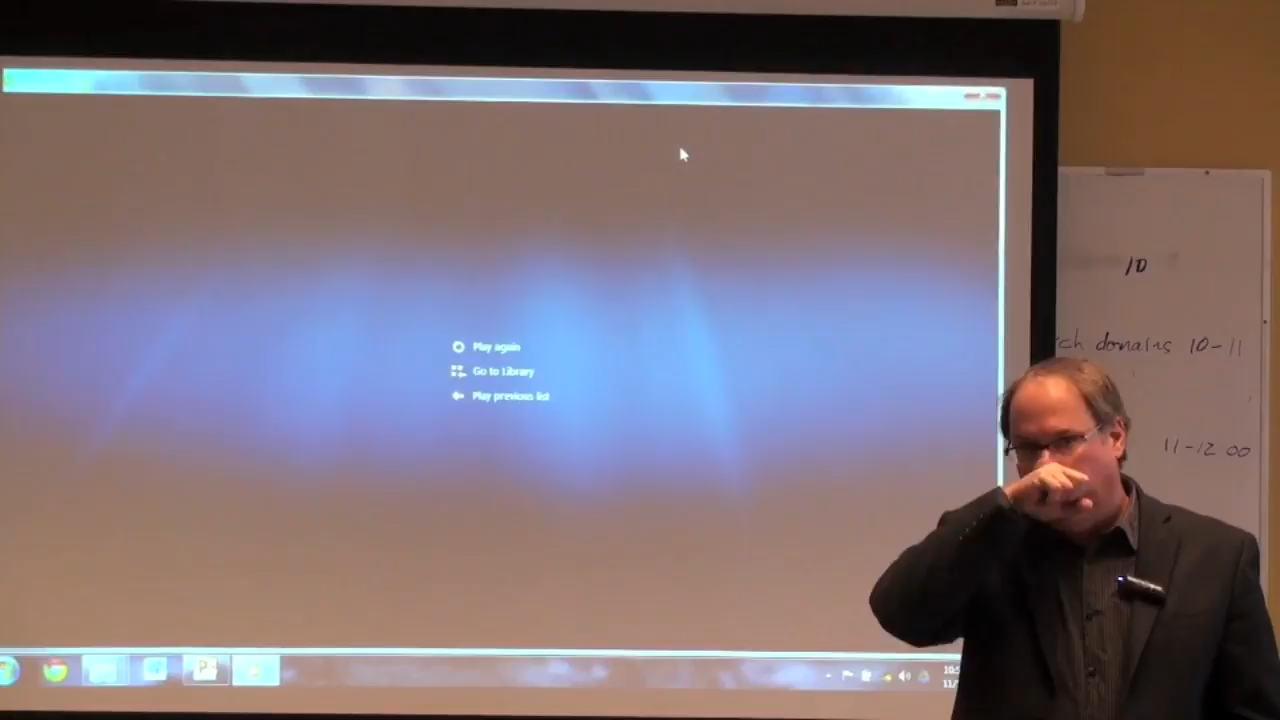 Play again
Go to Library
Play previous list
10
ch domains 10-11
11-12 00